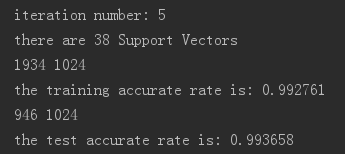 iteration number: 5
there are 38 Support Vectors
1934 1024
the training accurate rate is: 0.992761
946 1024
the test accurate rate is: 0.993658